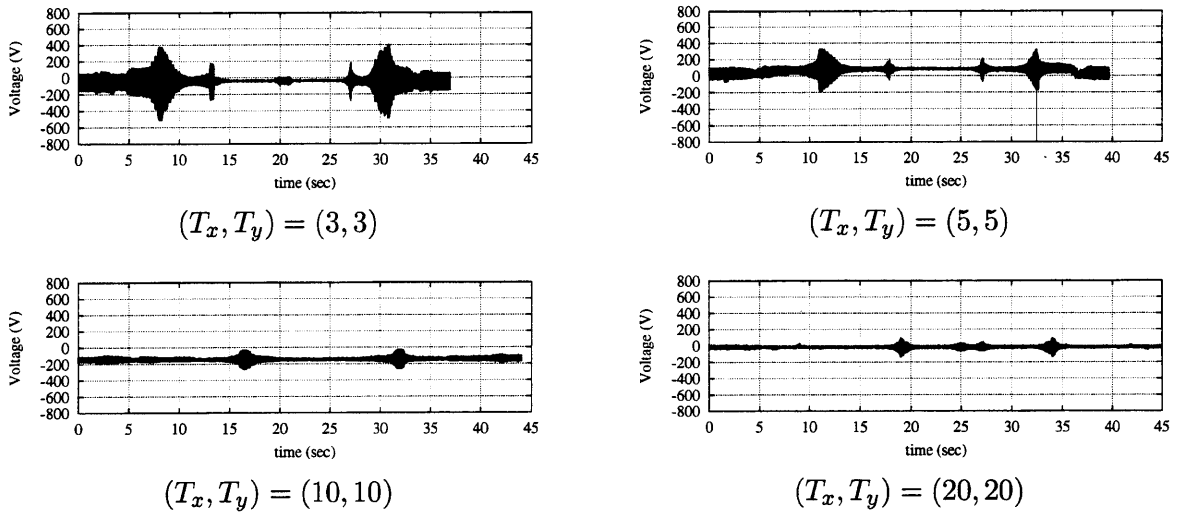 800
600
400
200
0
-200
-400
-600
-800
Voltage (V)
0 5 10 15 20 25 30 35 40 45
time (sec)
(T_x, T_y) = (3, 3)
800
600
400
200
0
-200
-400
-600
-800
Voltage (V)
0 5 10 15 20 25 30 35 40 45
time (sec)
(T_x, T_y) = (5, 5)
800
600
400
200
0
-200
-400
-600
-800
Voltage (V)
0 5 10 15 20 25 30 35 40 45
time (sec)
(T_x, T_y) = (10, 10)
800
600
400
200
0
-200
-400
-600
-800
Voltage (V)
0 5 10 15 20 25 30 35 40 45
time (sec)
(T_x, T_y) = (20, 20)